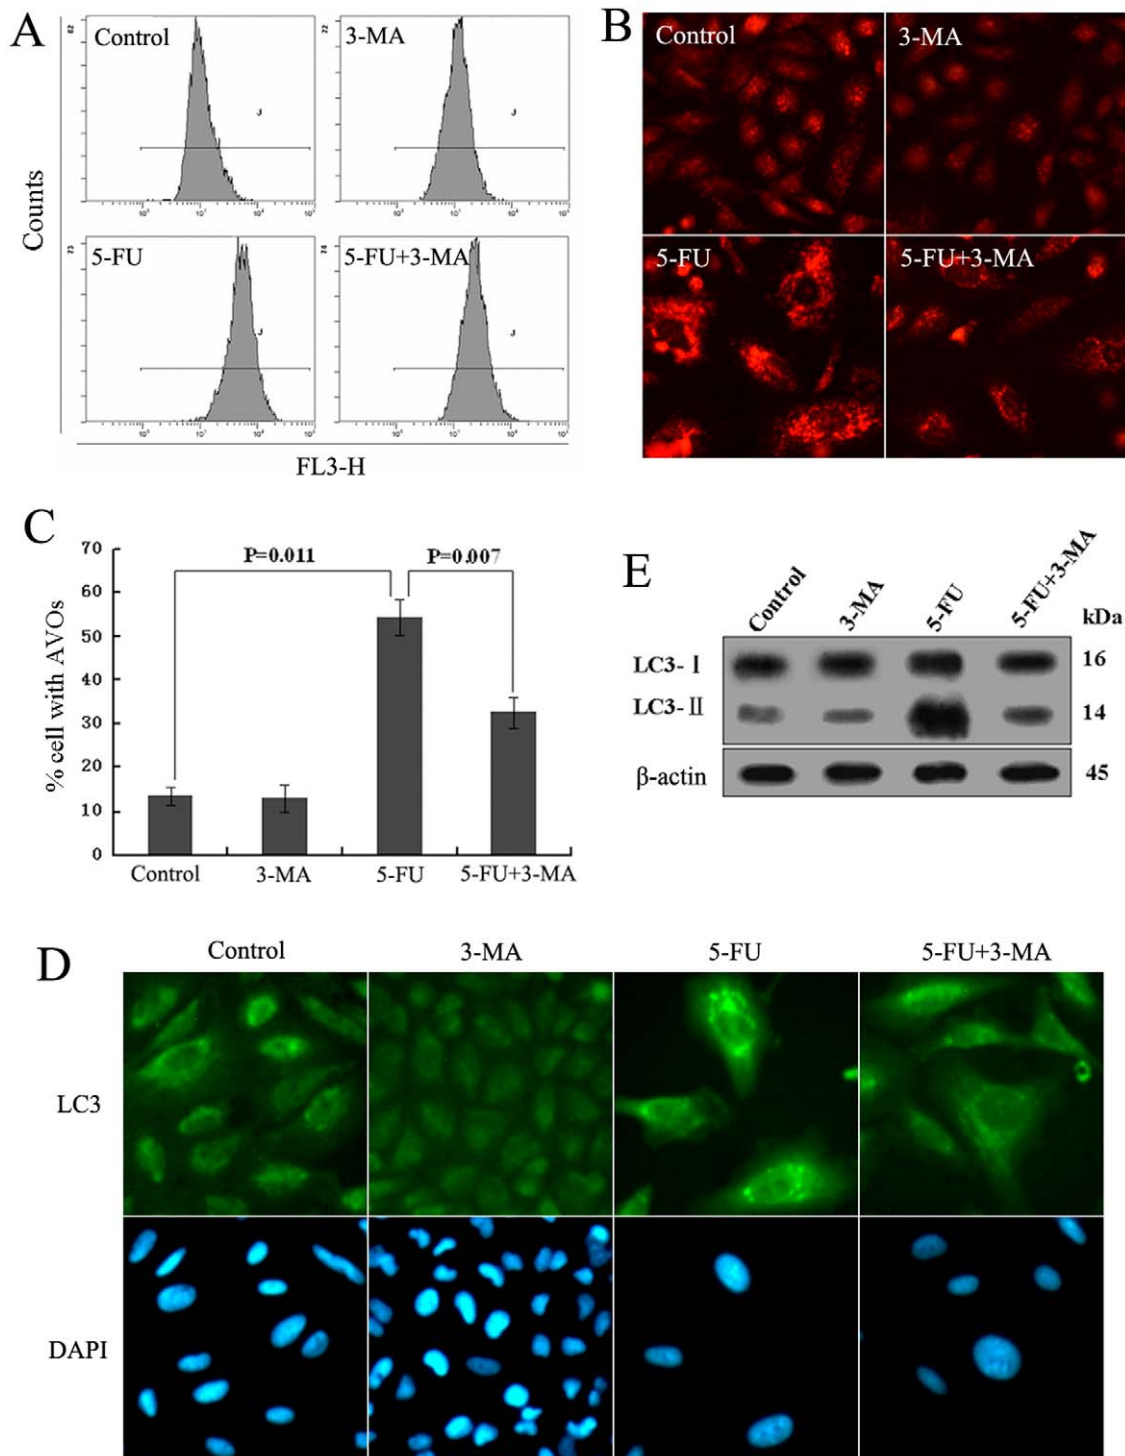 A
Control
3-MA
J
J
5-FU
5-FU+3-MA
J
J
Counts
FL3-H
B
Control
3-MA
5-FU
5-FU+3-MA
C
P=0.011
P=0.007
% cell with AVOs
70
60
50
40
30
20
10
0
Control
3-MA
5-FU
5-FU+3-MA
E
Control
3-MA
5-FU
5-FU+3-MA
kDa
LC3-Ⅰ
16
LC3-Ⅱ
14
β-actin
45
D
Control
3-MA
5-FU
5-FU+3-MA
LC3
DAPI